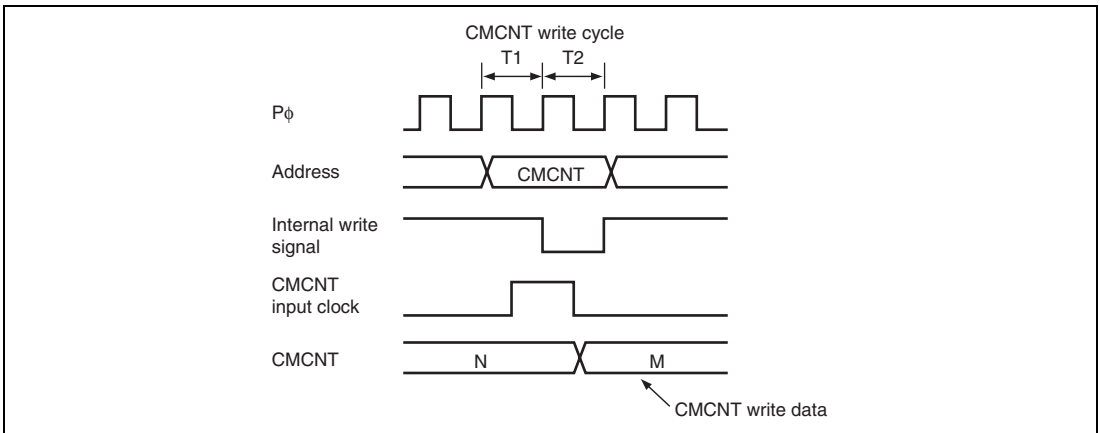 CMCNT write cycle
T1 T2
Pϕ
Address
CMCNT
Internal write
signal
CMCNT
input clock
CMCNT
N
M
CMCNT write data